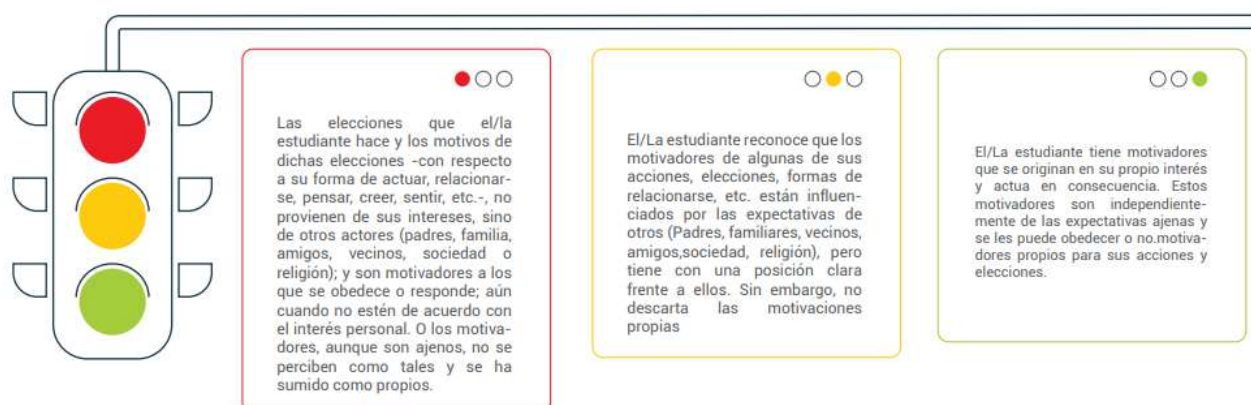 Las elecciones que el/la
estudiante hace y los motivos de
dichas elecciones -con respecto
a su forma de actuar, relacionar-
se, pensar, creer, sentir, etc.-, no
provienen de sus intereses, sino
de otros actores (padres, familia,
amigos, vecinos, sociedad o
religión); y son motivadores a los
que se obedece o responde; aún
cuando no estén de acuerdo con
el interés personal. O los motiva-
dores, aunque son ajenos, no se
perciben como tales y se ha
sumido como propios.
El/La estudiante reconoce que los
motivadores de algunas de sus
acciones, elecciones, formas de
relacionarse, etc. están influen-
ciados por las expectativas de
otros (Padres, familiares, vecinos,
amigos,sociedad, religión), pero
tiene con una posición clara
frente a ellos. Sin embargo, no
descarta las motivaciones
propias
El/La estudiante tiene motivadores
que se originan en su propio interés
y actua en consecuencia. Estos
motivadores son independiente-
mente de las expectativas ajenas y
se les puede obedecer o no.motiva-
dores propios para sus acciones y
elecciones.